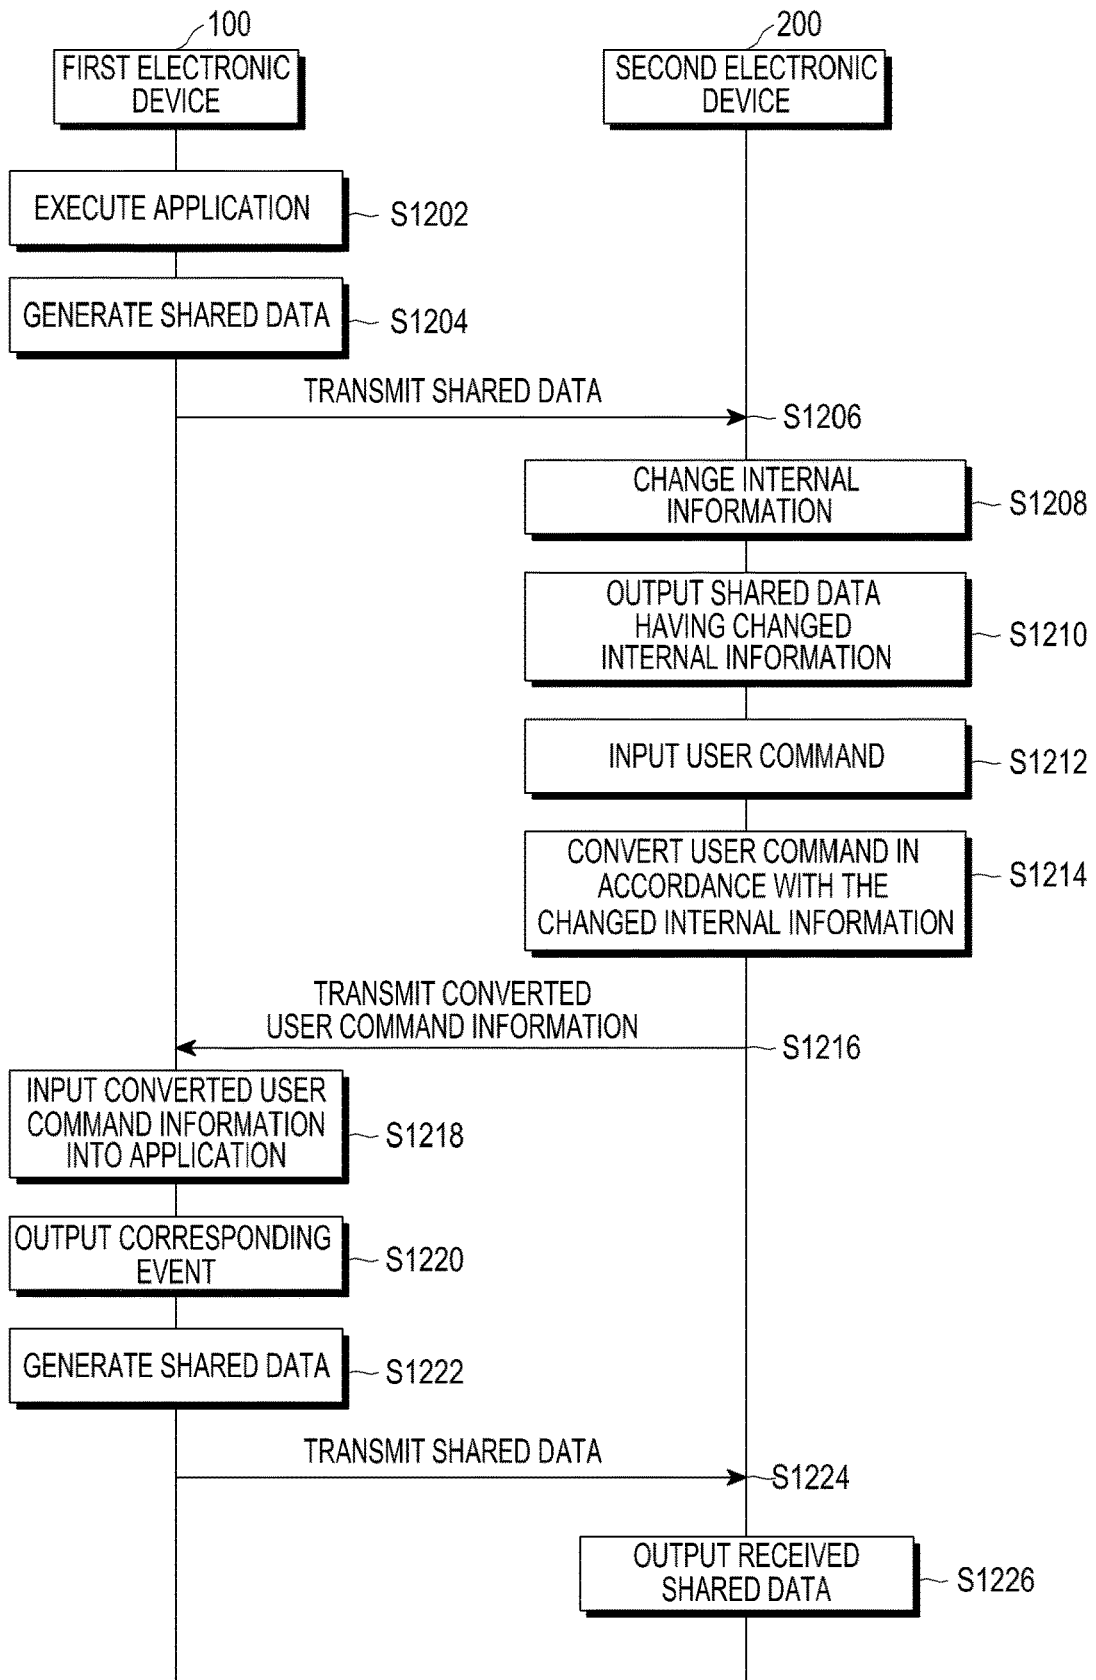 100
FIRST ELECTRONIC
DEVICE
200
SECOND ELECTRONIC
DEVICE
EXECUTE APPLICATION
S1202
GENERATE SHARED DATA
S1204
TRANSMIT SHARED DATA
S1206
CHANGE INTERNAL
INFORMATION
S1208
OUTPUT SHARED DATA
HAVING CHANGED
INTERNAL INFORMATION
S1210
INPUT USER COMMAND
S1212
CONVERT USER COMMAND IN
ACCORDANCE WITH THE
CHANGED INTERNAL INFORMATION
S1214
TRANSMIT CONVERTED
USER COMMAND INFORMATION
S1216
INPUT CONVERTED USER
COMMAND INFORMATION
INTO APPLICATION
S1218
OUTPUT CORRESPONDING
EVENT
S1220
GENERATE SHARED DATA
S1222
TRANSMIT SHARED DATA
S1224
OUTPUT RECEIVED
SHARED DATA
S1226